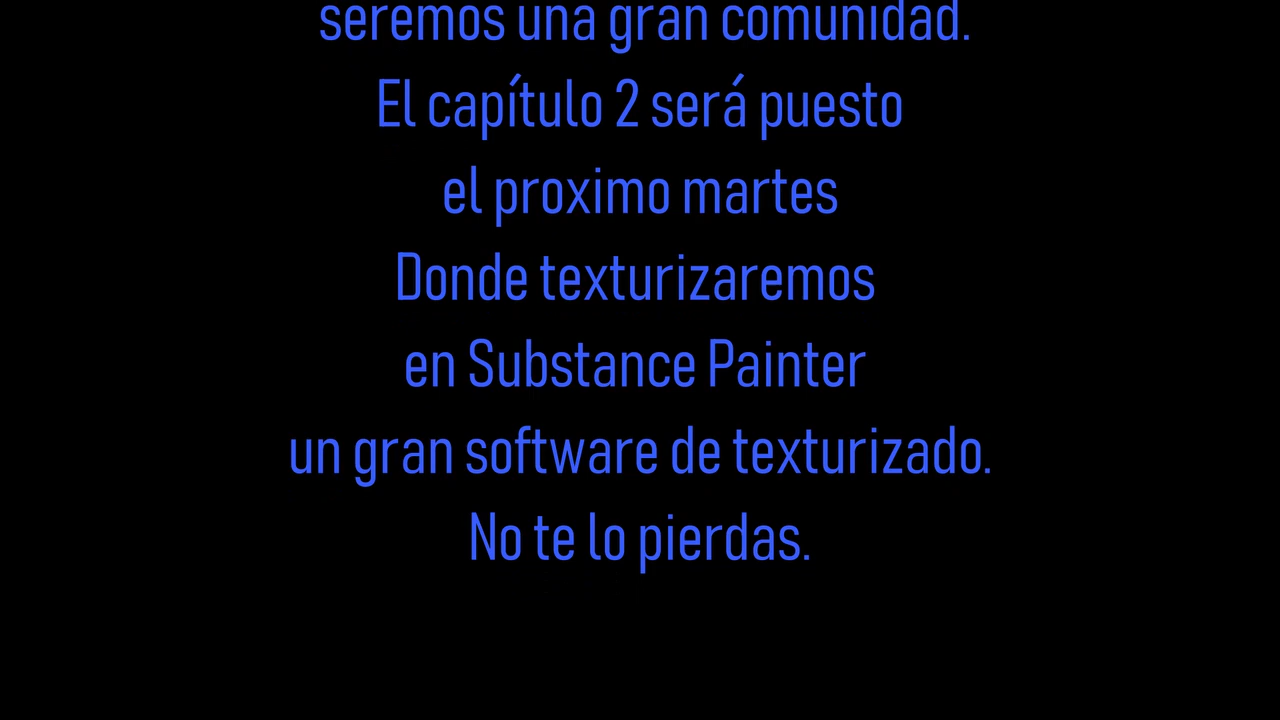 seremos una gran comunidad.
El capítulo 2 será puesto
el proximo martes
Donde texturizaremos
en Substance Painter
un gran software de texturizado.
No te lo pierdas.